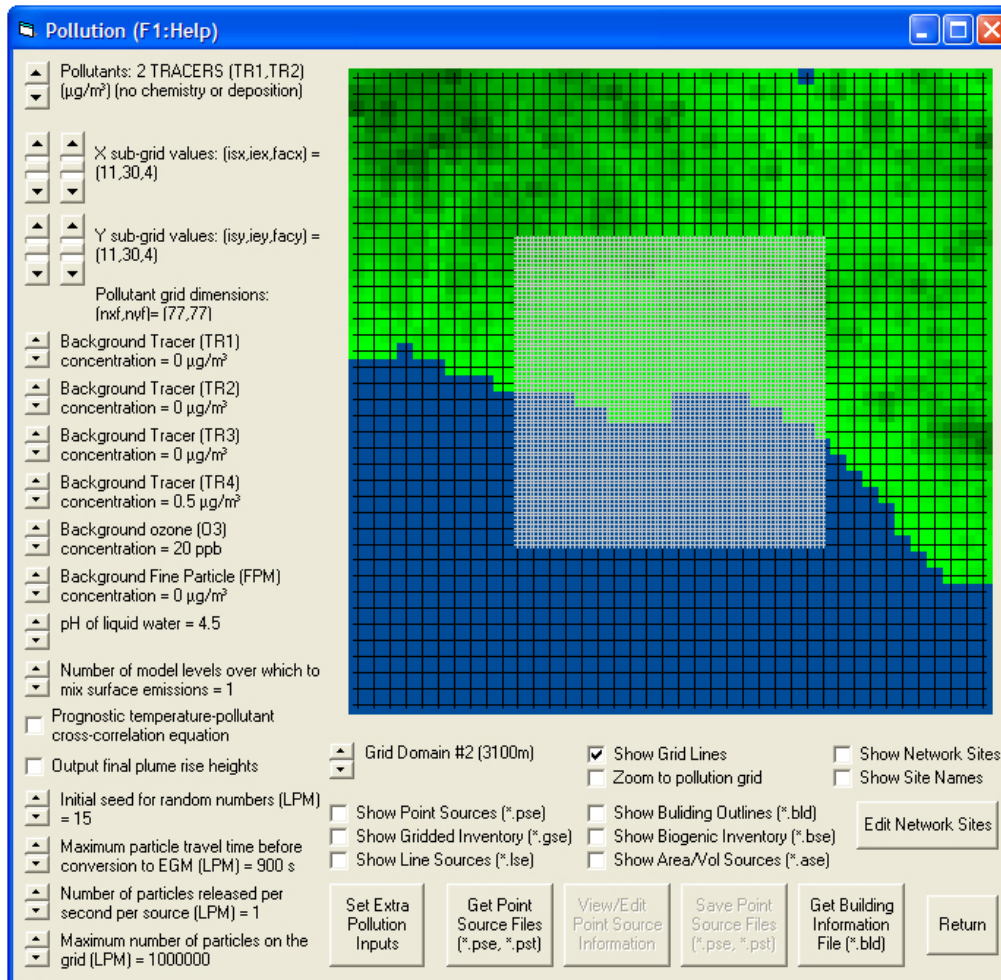 Pollution (F1:Help)
Pollutants: 2 TRACERS (TR1,TR2)
(µg/m³) (no chemistry or deposition)
X sub-grid values: (isx,iex,facx) =
(11,30,4)
Y sub-grid values: (isy,iey,facy) =
(11,30,4)
Pollutant grid dimensions:
(nxf,nyf)= (77,77)
Background Tracer (TR1)
concentration = 0 µg/m³
Background Tracer (TR2)
concentration = 0 µg/m³
Background Tracer (TR3)
concentration = 0 µg/m³
Background Tracer (TR4)
concentration = 0.5 µg/m³
Background ozone (O3)
concentration = 20 ppb
Background Fine Particle (FPM)
concentration = 0 µg/m³
pH of liquid water = 4.5
Number of model levels over which to
mix surface emissions = 1
Prognostic temperature-pollutant
cross-correlation equation
Output final plume rise heights
Initial seed for random numbers (LPM)
= 15
Maximum particle travel time before
conversion to EGM (LPM) = 900 s
Number of particles released per
second per source (LPM) = 1
Maximum number of particles on the
grid (LPM) = 1000000
Grid Domain #2 (3100m)
Show Grid Lines
Zoom to pollution grid
Show Network Sites
Show Site Names
Show Point Sources (*.pse)
Show Gridded Inventory (*.gse)
Show Line Sources (*.lse)
Show Buliding Outlines (*.bld)
Show Biogenic Inventory (*.bse)
Show Area/Vol Sources (*.ase)
Edit Network Sites
Set Extra
Pollution
Inputs
Get Point
Source Files
(*.pse, *.pst)
View/Edit
Point Source
Information
Save Point
Source Files
(*.pse, *.pst)
Get Building
Information
File (*.bld)
Return